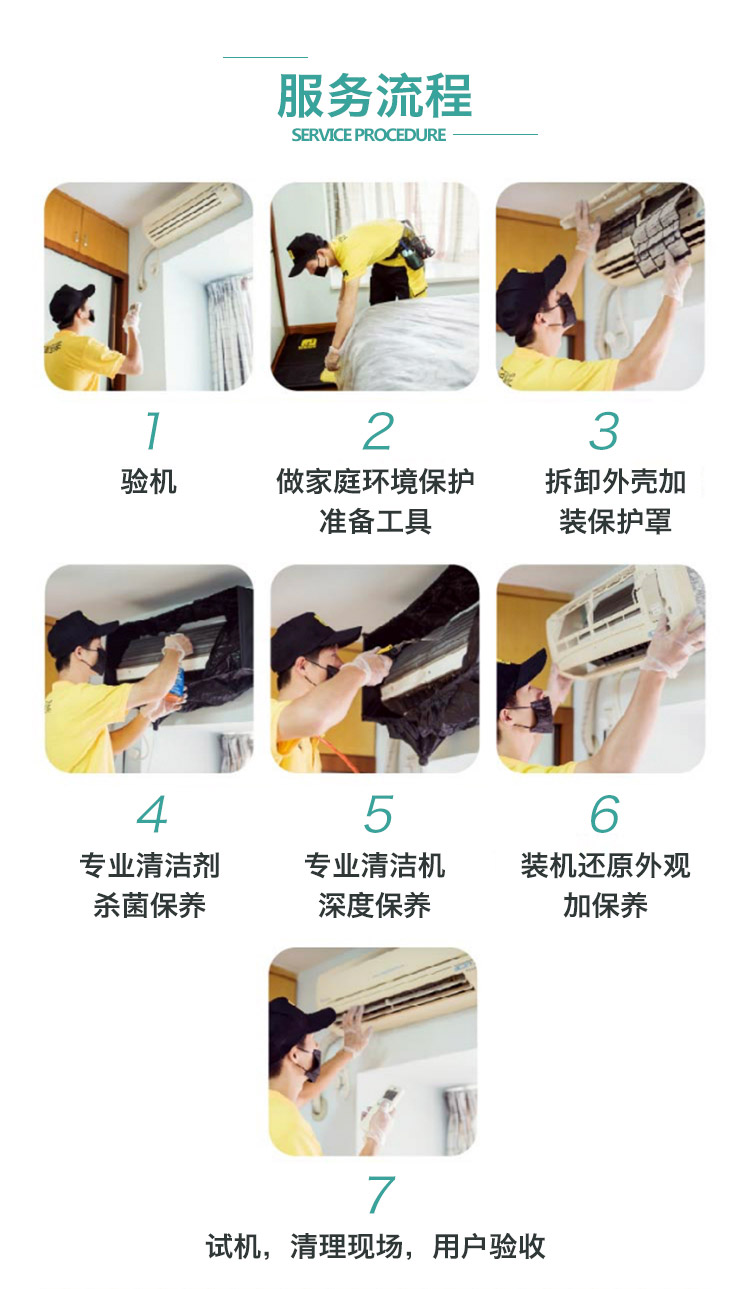 服务流程
SERVICE PROCEDURE
1
2
3
验机
做家庭环境保护
准备工具
拆卸外壳加
装保护罩
4
5
6
专业清洁剂
杀菌保养
专业清洁机
深度保养
装机还原外观
加保养
7
试机，清理现场，用户验收